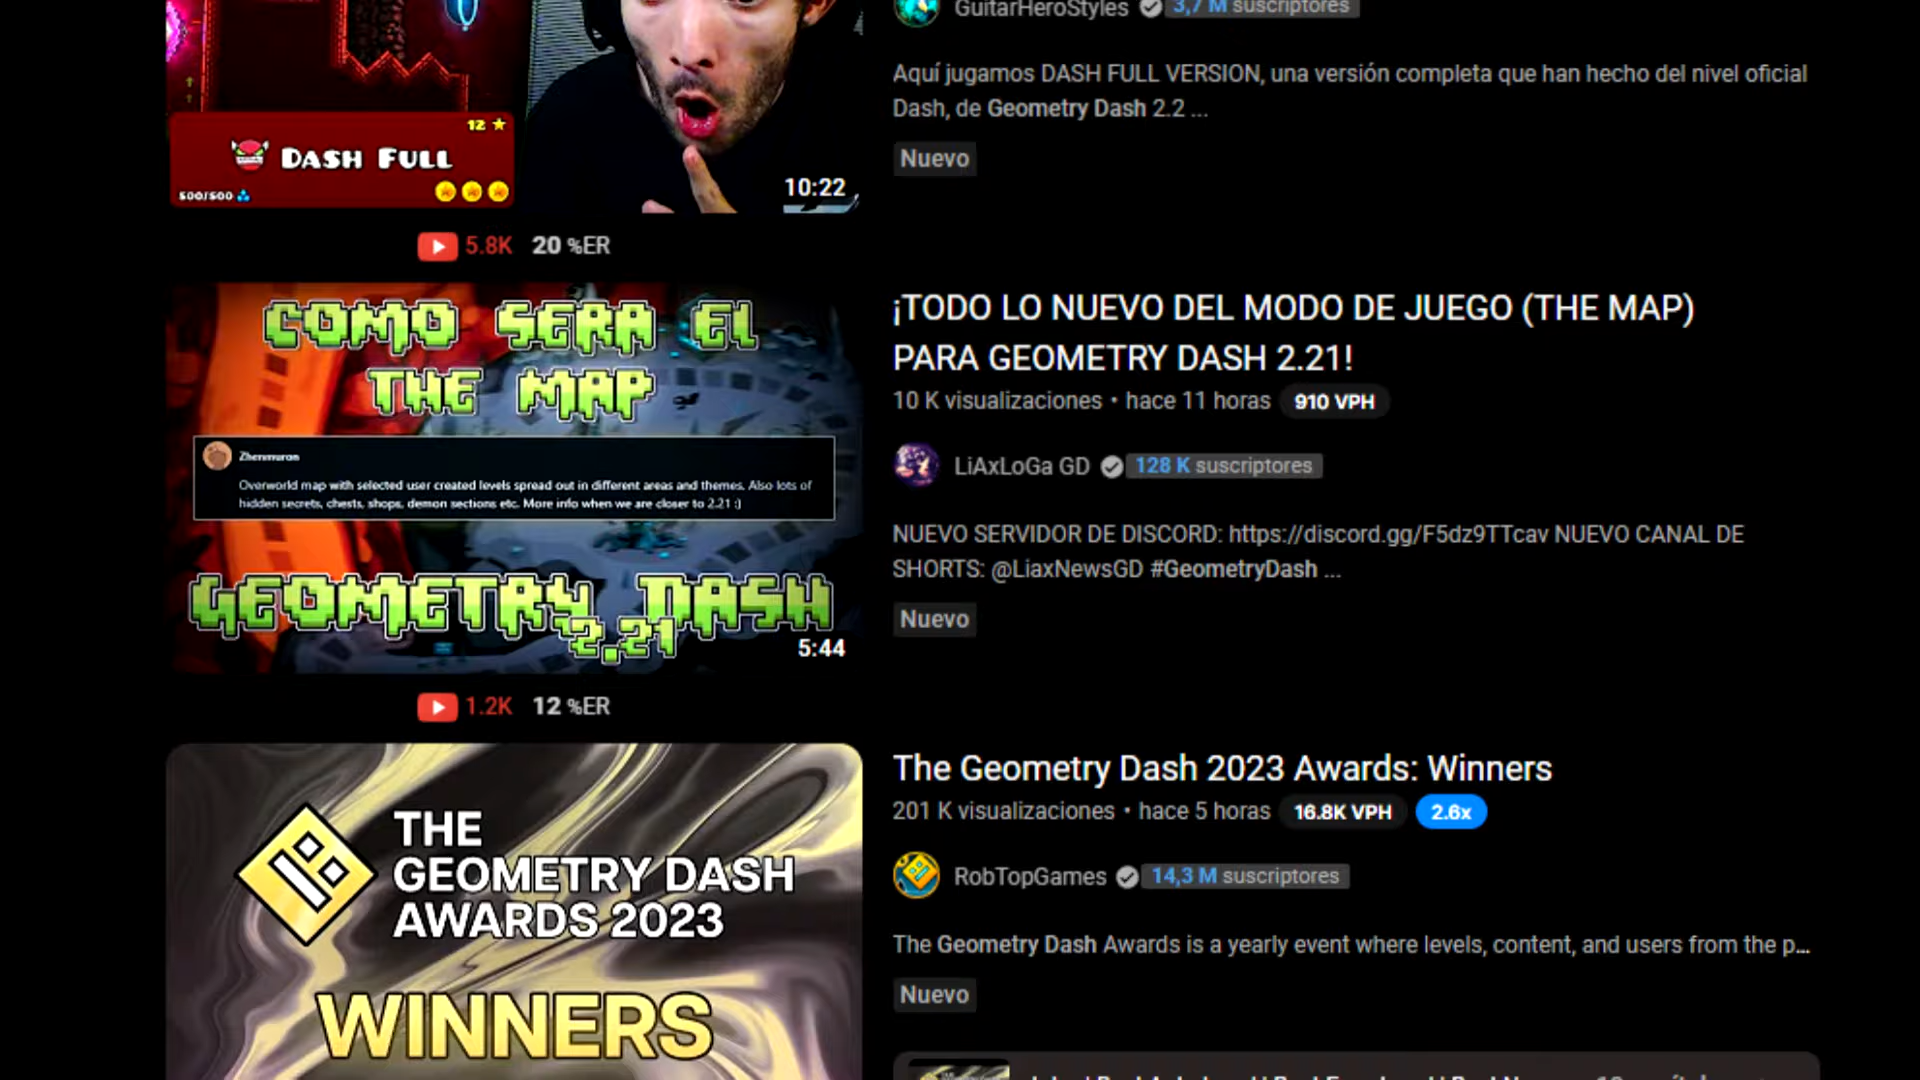 GuitarHeroStyles 3,7 M suscriptores
Aquí jugamos DASH FULL VERSION, una versión completa que han hecho del nivel oficial
Dash, de Geometry Dash 2.2 ...
Nuevo
12
DASH FULL
500/500
10:22
5.8K 20 %ER
COMO SERA EL
THE MAP
Zhenmuron
Overworld map with selected user created levels spread out in different areas and themes. Also lots of
hidden secrets, chests, shops, demon sections etc. More info when we are closer to 2.21 :)
GEOMETRY DASH
2.21
5:44
1.2K 12 %ER
¡TODO LO NUEVO DEL MODO DE JUEGO (THE MAP)
PARA GEOMETRY DASH 2.21!
10 K visualizaciones • hace 11 horas 910 VPH
LiAxLoGa GD 128 K suscriptores
NUEVO SERVIDOR DE DISCORD: https://discord.gg/F5dz9TTcav NUEVO CANAL DE
SHORTS: @LiaxNewsGD #GeometryDash ...
Nuevo
THE
GEOMETRY DASH
AWARDS 2023
WINNERS
The Geometry Dash 2023 Awards: Winners
201 K visualizaciones • hace 5 horas 16.8K VPH 2.6x
RobTopGames 14,3 M suscriptores
The Geometry Dash Awards is a yearly event where levels, content, and users from the p...
Nuevo